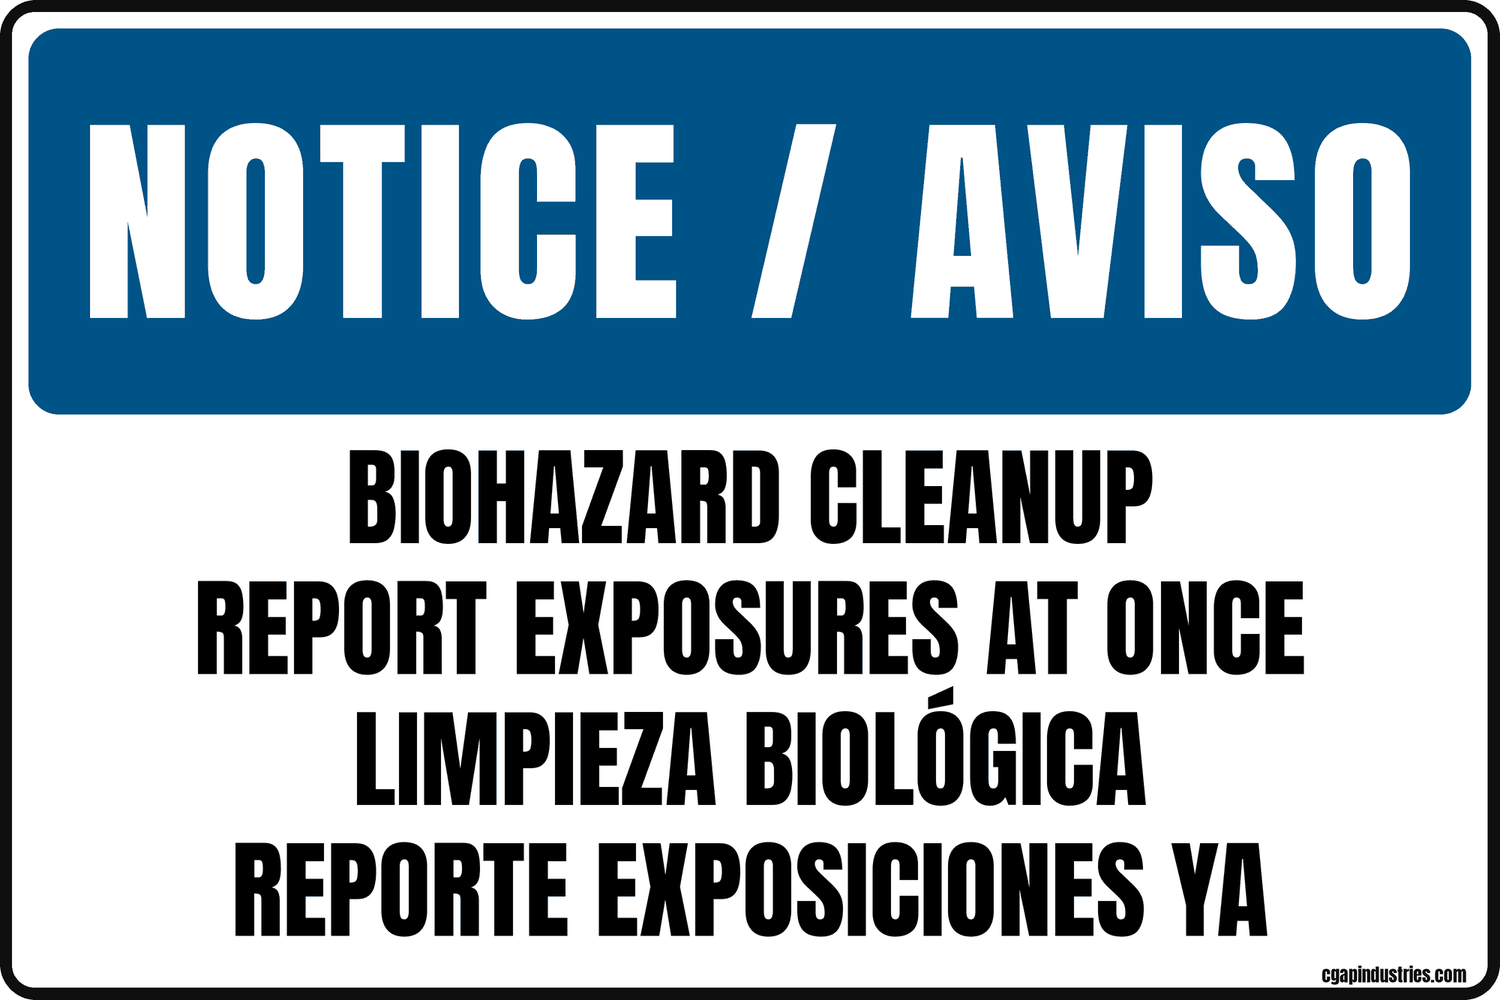 NOTICE / AVISO
BIOHAZARD CLEANUP
REPORT EXPOSURES AT ONCE
LIMPIEZA BIOLÓGICA
REPORTE EXPOSICIONES YA
cgapindustries.com